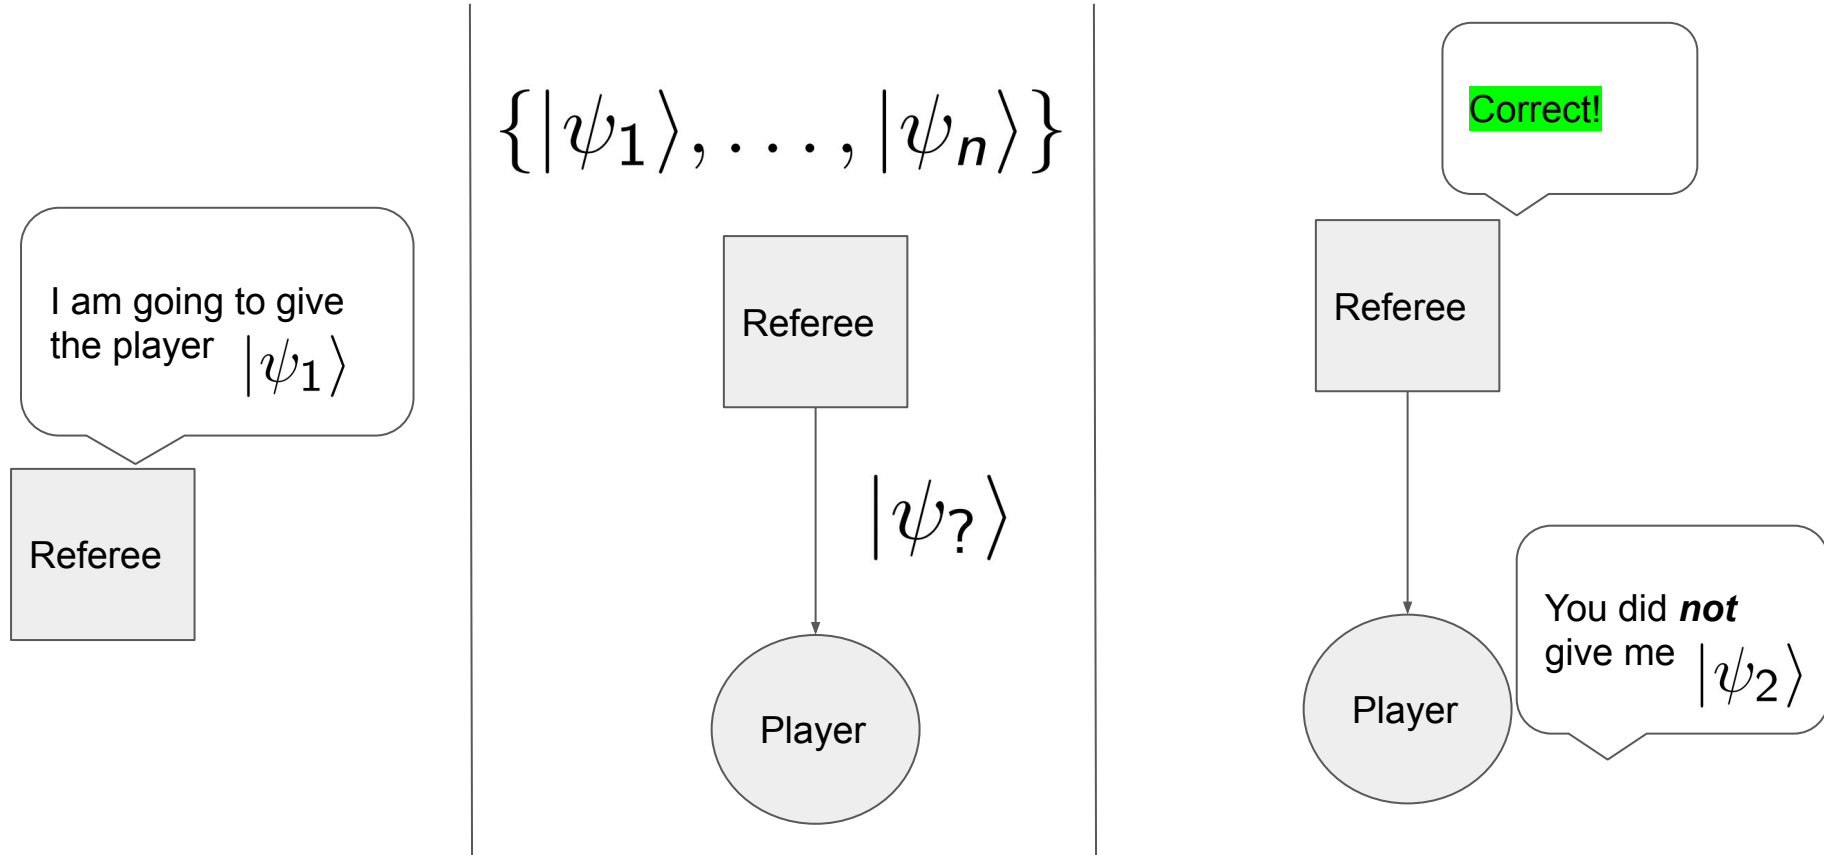 I am going to give
the player |ψ₁⟩
Referee
{|ψ₁⟩, . . . , |ψₙ⟩}
Referee
|ψ?⟩
Player
Correct!
Referee
You did not
give me |ψ₂⟩
Player